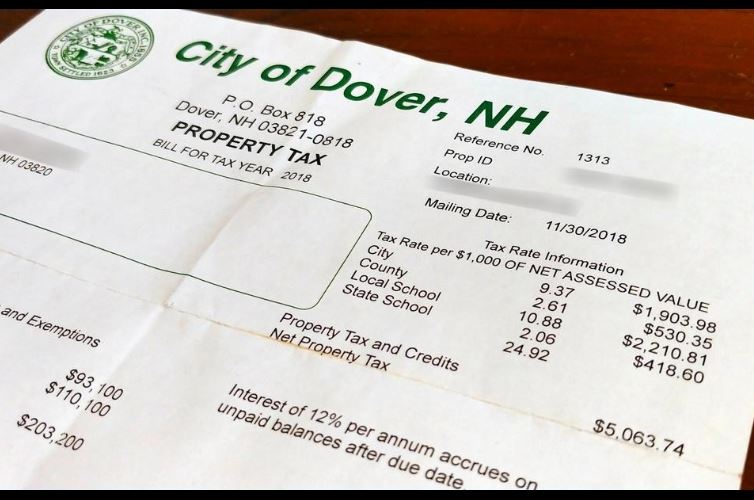 CITY OF DOVER
SETTLED 1623
City of Dover, NH
P.O. Box 818
Dover, NH 03821-0818
PROPERTY TAX
BILL FOR TAX YEAR 2018
Reference No. 1313
Prop ID
Location:
Mailing Date: 11/30/2018
NH 03820
Tax Rate Information
Tax Rate per $1,000 OF NET ASSESSED VALUE
City 9.37 $1,903.98
County 2.61 $530.35
Local School 10.88 $2,210.81
State School 2.06 $418.60
24.92
Property Tax and Credits
Net Property Tax $5,063.74
and Exemptions
$93,100
$110,100
$203,200
Interest of 12% per annum accrues on
unpaid balances after due date.